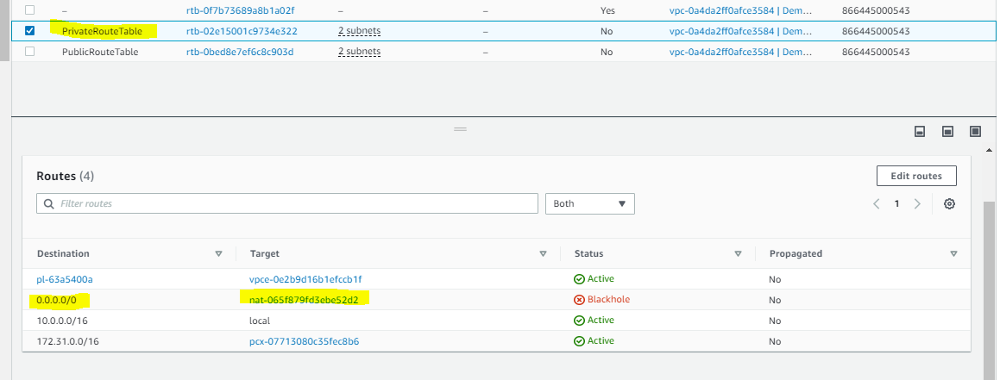 – rtb-0f7b73689a8b1a02f – – Yes vpc-0a4da2ff0afce3584 | Dem… 866445000543
PrivateRouteTable rtb-02e15001c9734e322 2 subnets – No vpc-0a4da2ff0afce3584 | Dem… 866445000543
PublicRouteTable rtb-0bed8e7ef6c8c903d 2 subnets – No vpc-0a4da2ff0afce3584 | Dem… 866445000543
Routes (4) Edit routes
Filter routes Both 1
Destination Target Status Propagated
pl-63a5400a vpce-0e2b9d16b1efccb1f Active No
0.0.0.0/0 nat-065f879fd3ebe52d2 Blackhole No
10.0.0.0/16 local Active No
172.31.0.0/16 pcx-07713080c35fec8b6 Active No